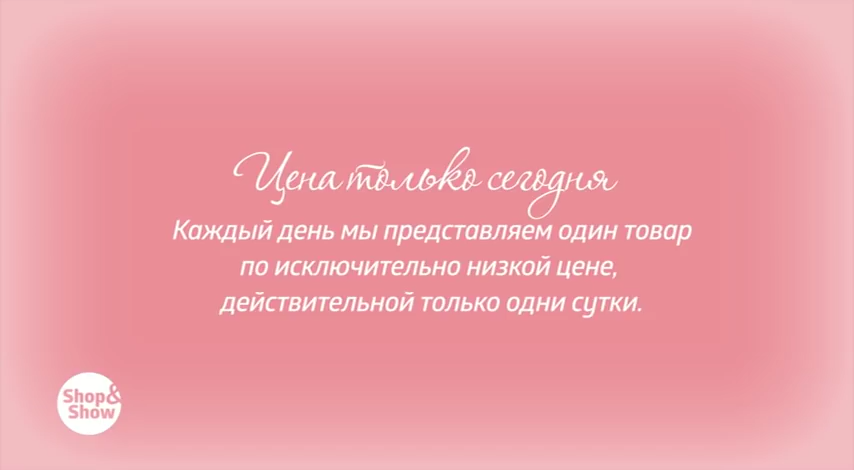 Цена только сегодня
Каждый день мы представляем один товар
по исключительно низкой цене,
действительной только одни сутки.
Shop&
Show